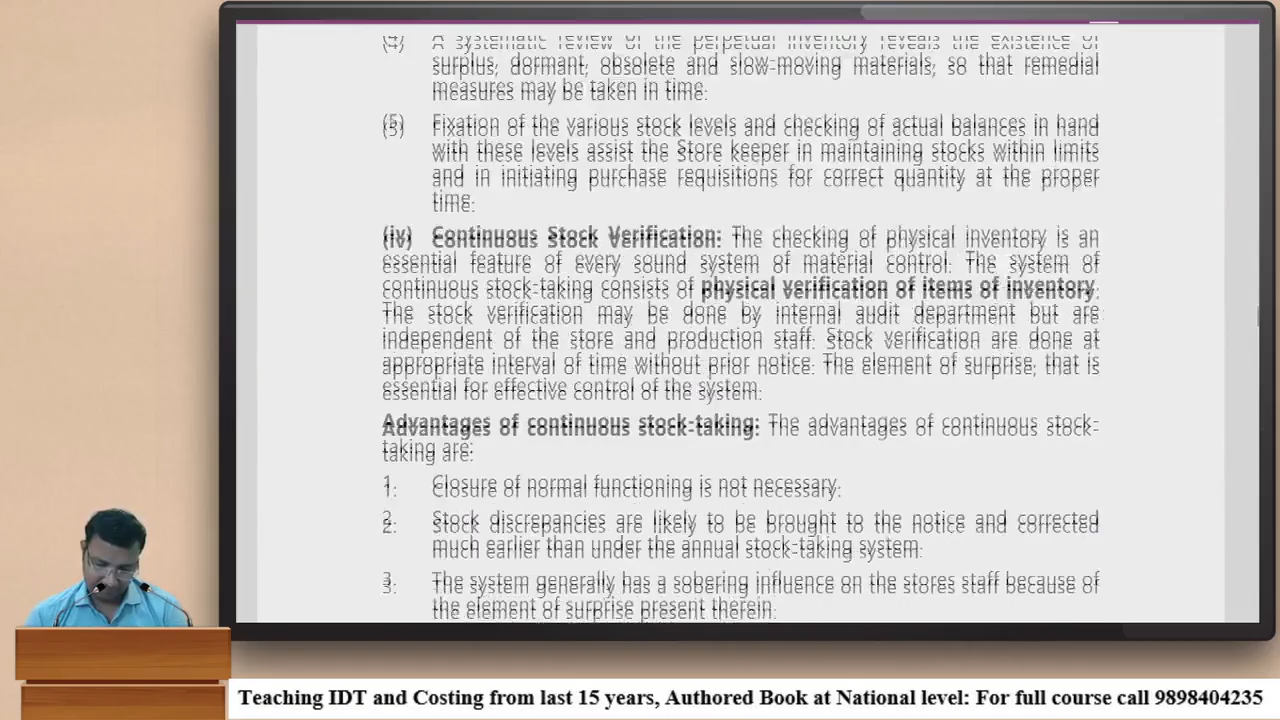 (4) A systematic review of the perpetual inventory reveals the existence of
surplus, dormant, obsolete and slow-moving materials, so that remedial
measures may be taken in time.
(5) Fixation of the various stock levels and checking of actual balances in hand
with these levels assist the Store keeper in maintaining stocks within limits
and in initiating purchase requisitions for correct quantity at the proper
time.
(iv) Continuous Stock Verification: The checking of physical inventory is an
essential feature of every sound system of material control. The system of
continuous stock-taking consists of physical verification of items of inventory.
The stock verification may be done by internal audit department but are
independent of the store and production staff. Stock verification are done at
appropriate interval of time without prior notice. The element of surprise, that is
essential for effective control of the system.
Advantages of continuous stock-taking: The advantages of continuous stock-
taking are:
1. Closure of normal functioning is not necessary.
2. Stock discrepancies are likely to be brought to the notice and corrected
much earlier than under the annual stock-taking system.
3. The system generally has a sobering influence on the stores staff because of
the element of surprise present therein.
Teaching IDT and Costing from last 15 years, Authored Book at National level: For full course call 9898404235